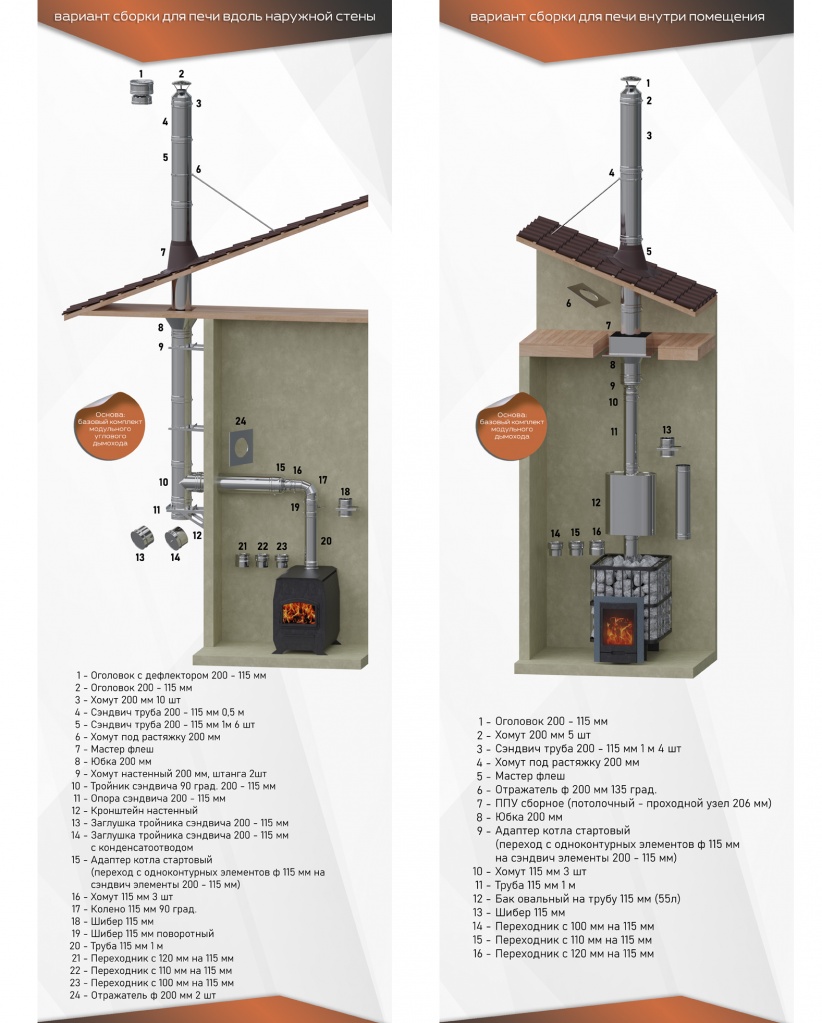 вариант сборки для печи вдоль наружной стены
1
2
3
4
5
6
7
8
9
Основа:
базовый комплект
модульного
углового
дымохода
24
10
15
16
17
11
19
18
12
13
14
20
21
22
23
1 - Оголовок с дефлектором 200 - 115 мм
2 - Оголовок 200 - 115 мм
3 - Хомут 200 мм 10 шт
4 - Сэндвич труба 200 - 115 мм 0,5 м
5 - Сэндвич труба 200 - 115 мм 1м 6 шт
6 - Хомут под растяжку 200 мм
7 - Мастер флеш
8 - Юбка 200 мм
9 - Хомут настенный 200 мм, штанга 2шт
10 - Тройник сэндвича 90 град. 200 - 115 мм
11 - Опора сэндвича 200 - 115 мм
12 - Кронштейн настенный
13 - Заглушка тройника сэндвича 200 - 115 мм
14 - Заглушка тройника сэндвича 200 - 115 мм
с конденсатоотводом
15 - Адаптер котла стартовый
(переход с одноконтурных элементов ф 115 мм на
сэндвич элементы 200 - 115 мм)
16 - Хомут 115 мм 3 шт
17 - Колено 115 мм 90 град.
18 - Шибер 115 мм
19 - Шибер 115 мм поворотный
20 - Труба 115 мм 1 м
21 - Переходник с 120 мм на 115 мм
22 - Переходник с 110 мм на 115 мм
23 - Переходник с 100 мм на 115 мм
24 - Отражатель ф 200 мм 2 шт
вариант сборки для печи внутри помещения
1
2
3
4
5
6
7
8
9
10
Основа:
базовый комплект
модульного
дымохода
11
13
12
14
15
16
1 - Оголовок 200 - 115 мм
2 - Хомут 200 мм 5 шт
3 - Сэндвич труба 200 - 115 мм 1 м 4 шт
4 - Хомут под растяжку 200 мм
5 - Мастер флеш
6 - Отражатель ф 200 мм 135 град.
7 - ППУ сборное (потолочный - проходной узел 206 мм)
8 - Юбка 200 мм
9 - Адаптер котла стартовый
(переход с одноконтурных элементов ф 115 мм
на сэндвич элементы 200 - 115 мм)
10 - Хомут 115 мм 3 шт
11 - Труба 115 мм 1 м
12 - Бак овальный на трубу 115 мм (55л)
13 - Шибер 115 мм
14 - Переходник с 100 мм на 115 мм
15 - Переходник с 110 мм на 115 мм
16 - Переходник с 120 мм на 115 мм